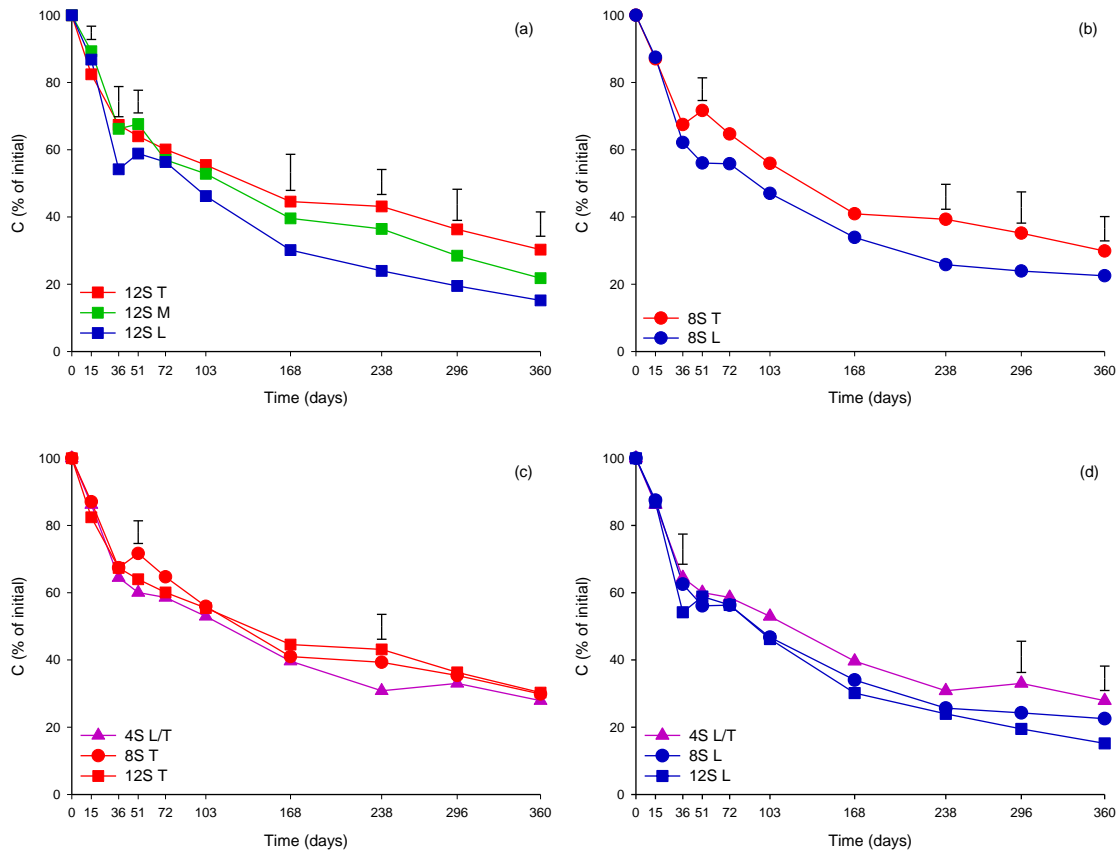 (a)
C (% of initial)
100
80
60
40
20
0
12S T
12S M
12S L
0 15 36 51 72 103 168 238 296 360
Time (days)
(b)
C (% of initial)
100
80
60
40
20
0
8S T
8S L
0 15 36 51 72 103 168 238 296 360
Time (days)
(c)
C (% of initial)
100
80
60
40
20
0
4S L/T
8S T
12S T
0 15 36 51 72 103 168 238 296 360
Time (days)
(d)
C (% of initial)
100
80
60
40
20
0
4S L/T
8S L
12S L
0 15 36 51 72 103 168 238 296 360
Time (days)